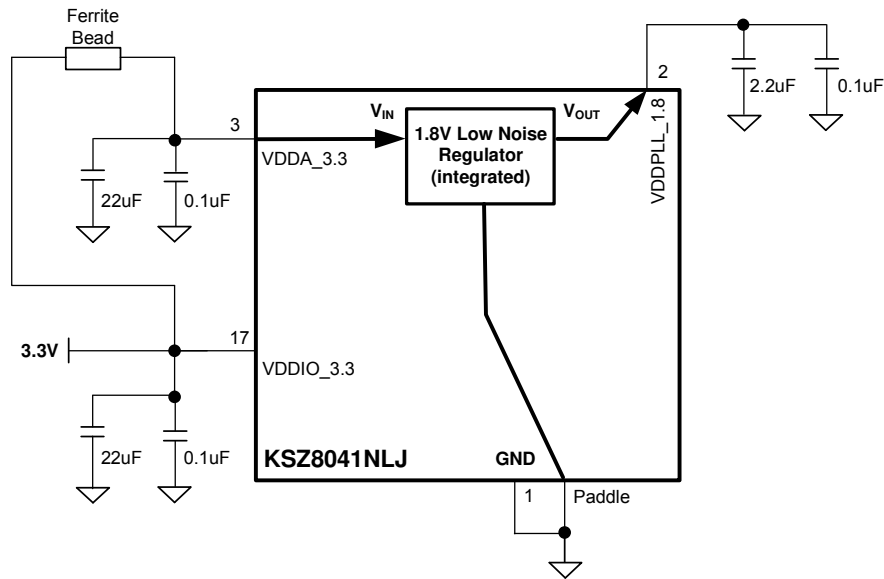 Ferrite
Bead
2
2.2uF
0.1uF
3
VIN
VOUT
VDDA_3.3
1.8V Low Noise
Regulator
(integrated)
VDDPLL_1.8
22uF
0.1uF
3.3V
17
VDDIO_3.3
22uF
0.1uF
KSZ8041NLJ
GND
1
Paddle